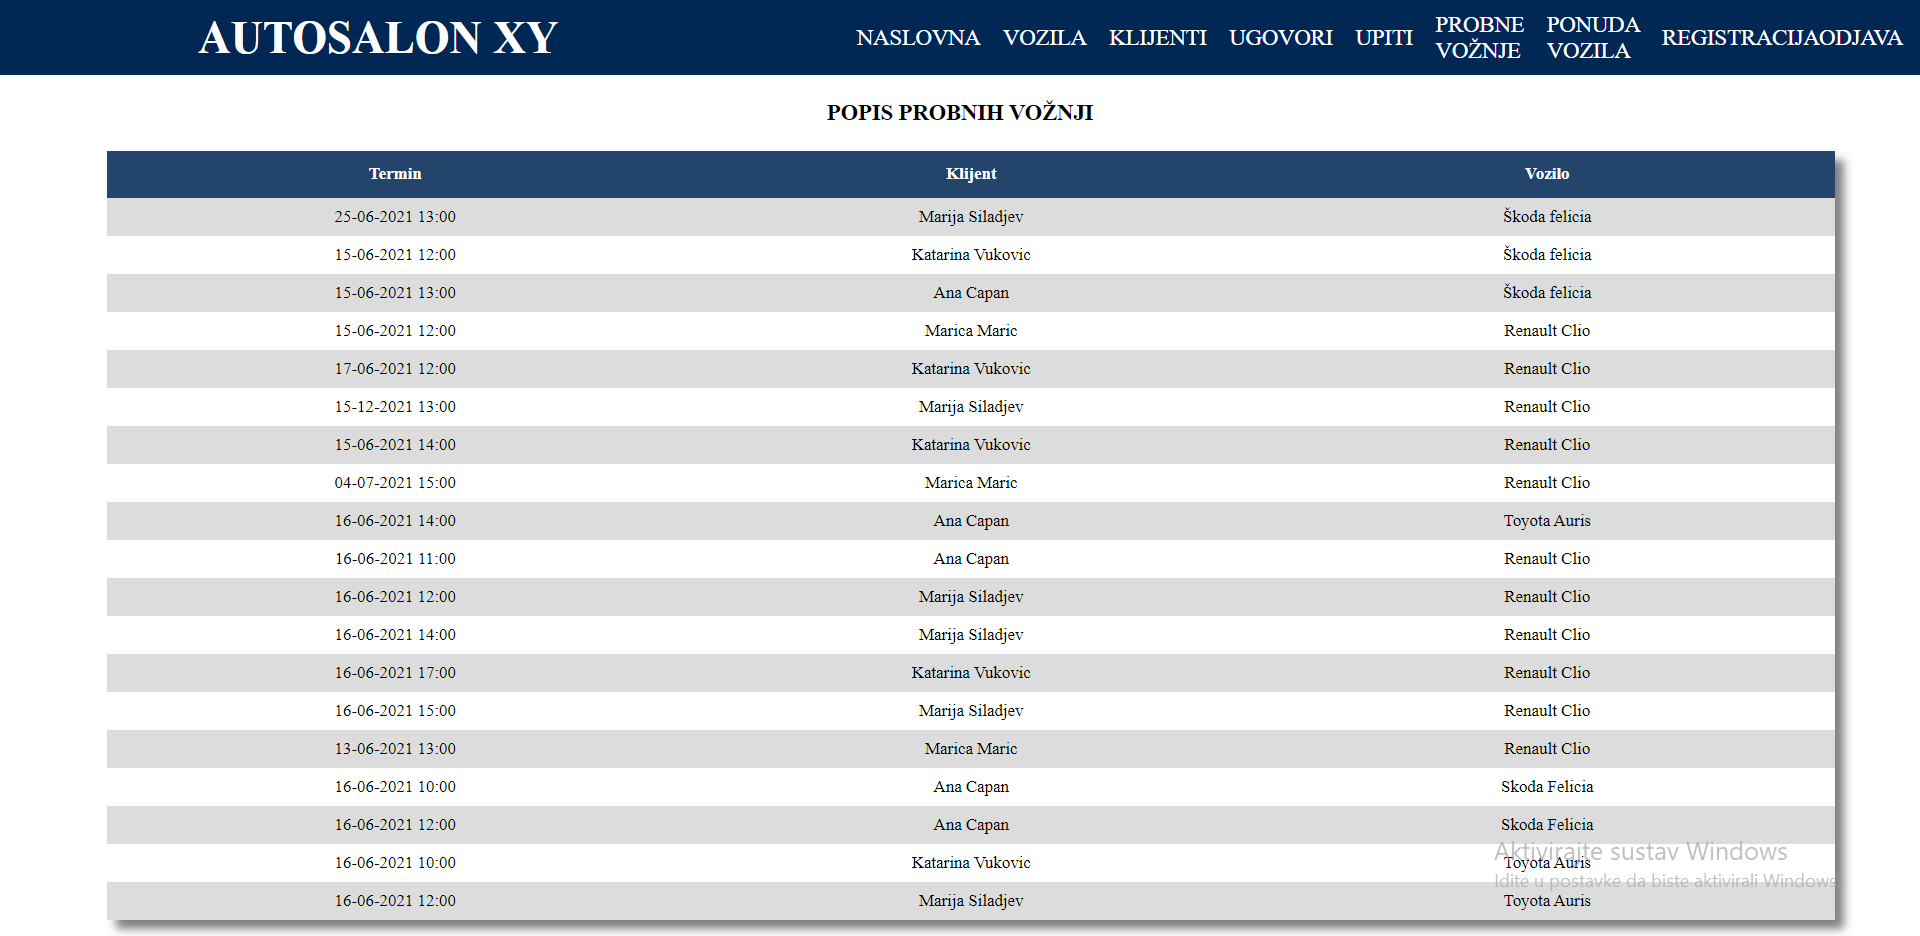 AUTOSALON XY
NASLOVNA VOZILA KLIJENTI UGOVORI UPITI PROBNE VOŽNJE PONUDA VOZILA REGISTRACIJAODJAVA
POPIS PROBNIH VOŽNJI
Termin Klijent Vozilo
25-06-2021 13:00 Marija Siladjev Škoda felicia
15-06-2021 12:00 Katarina Vukovic Škoda felicia
15-06-2021 13:00 Ana Capan Škoda felicia
15-06-2021 12:00 Marica Maric Renault Clio
17-06-2021 12:00 Katarina Vukovic Renault Clio
15-12-2021 13:00 Marija Siladjev Renault Clio
15-06-2021 14:00 Katarina Vukovic Renault Clio
04-07-2021 15:00 Marica Maric Renault Clio
16-06-2021 14:00 Ana Capan Toyota Auris
16-06-2021 11:00 Ana Capan Renault Clio
16-06-2021 12:00 Marija Siladjev Renault Clio
16-06-2021 14:00 Marija Siladjev Renault Clio
16-06-2021 17:00 Katarina Vukovic Renault Clio
16-06-2021 15:00 Marija Siladjev Renault Clio
13-06-2021 13:00 Marica Maric Renault Clio
16-06-2021 10:00 Ana Capan Skoda Felicia
16-06-2021 12:00 Ana Capan Skoda Felicia
16-06-2021 10:00 Katarina Vukovic Toyota Auris
16-06-2021 12:00 Marija Siladjev Toyota Auris
Aktivirajte sustav Windows
Idite u postavke da biste aktivirali Windows